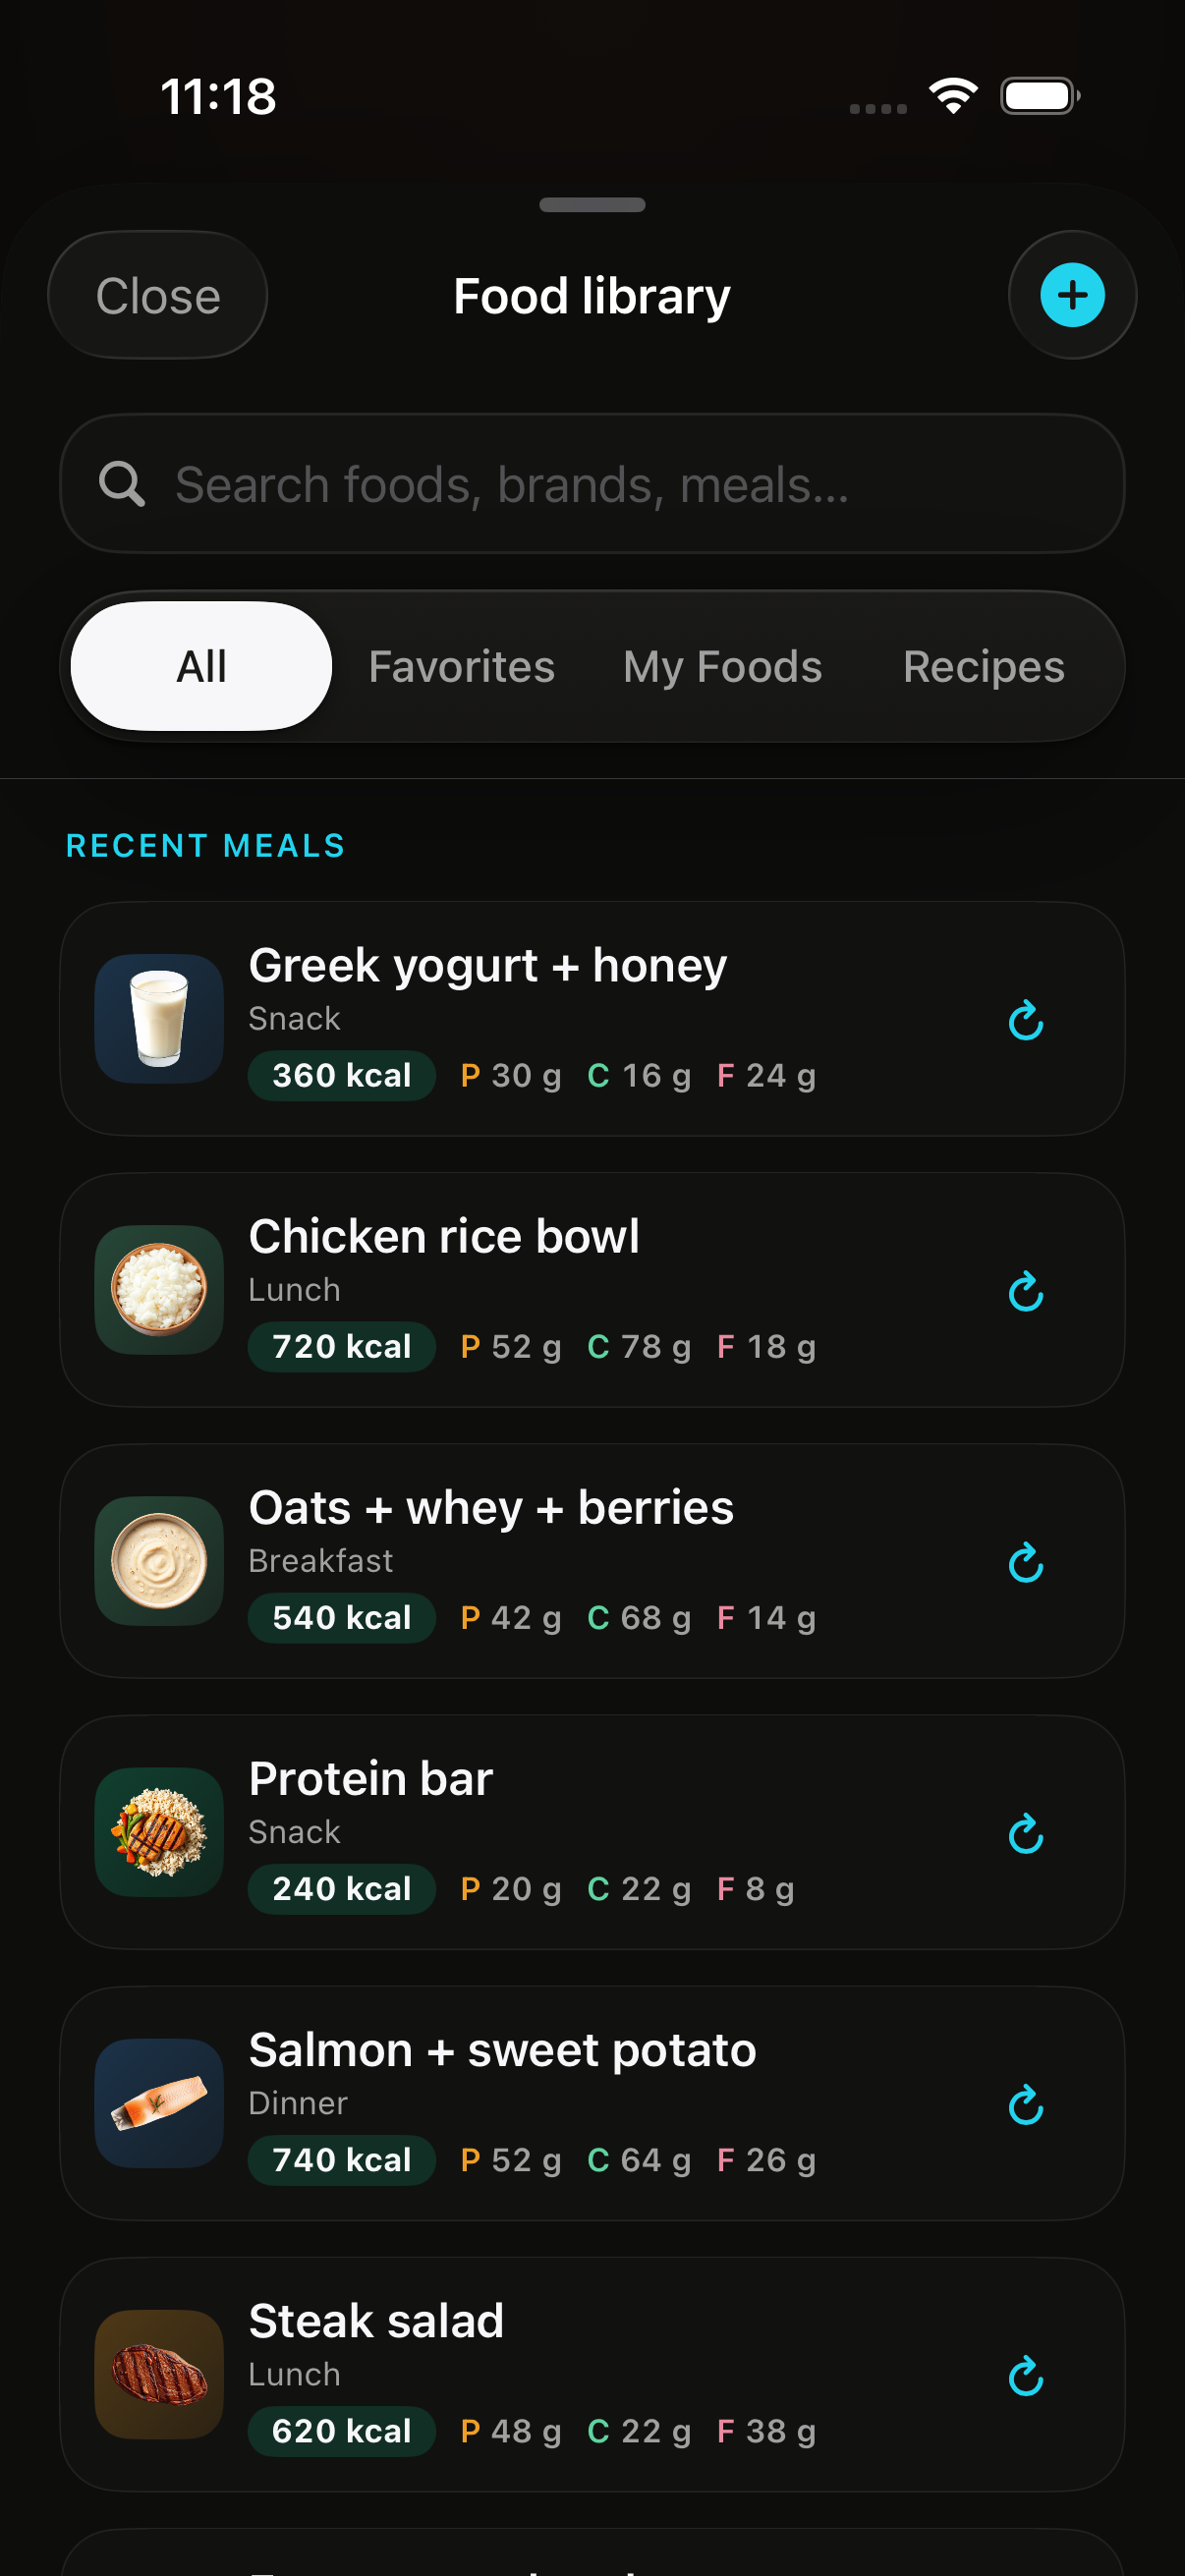 11:18
Close
Food library
Search foods, brands, meals...
All
Favorites
My Foods
Recipes
RECENT MEALS
Greek yogurt + honey
Snack
360 kcal P 30 g C 16 g F 24 g
Chicken rice bowl
Lunch
720 kcal P 52 g C 78 g F 18 g
Oats + whey + berries
Breakfast
540 kcal P 42 g C 68 g F 14 g
Protein bar
Snack
240 kcal P 20 g C 22 g F 8 g
Salmon + sweet potato
Dinner
740 kcal P 52 g C 64 g F 26 g
Steak salad
Lunch
620 kcal P 48 g C 22 g F 38 g